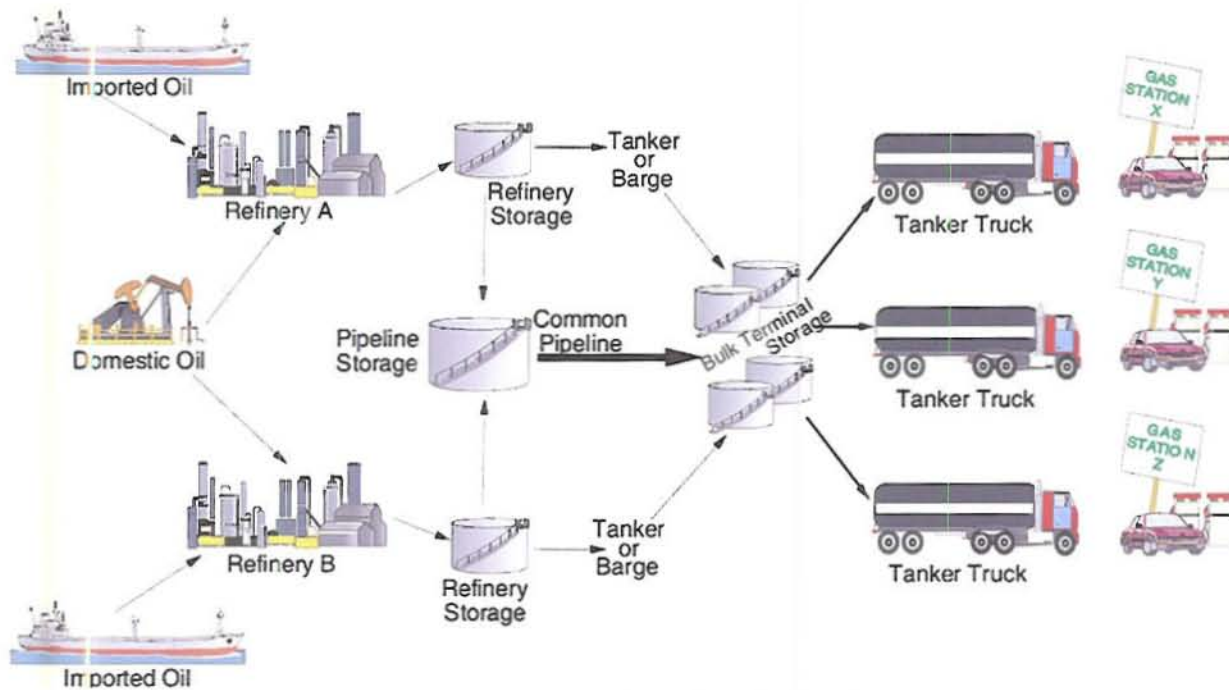 Imported Oil
Refinery A
Refinery
Storage
Tanker
or
Barge
Tanker Truck
GAS
STATION
X
Domestic Oil
Pipeline
Storage
Common
Pipeline
Bulk Terminal
Storage
Tanker Truck
GAS
STATION
Y
Refinery B
Refinery
Storage
Tanker
or
Barge
Tanker Truck
GAS
STATION
Z
Imported Oil